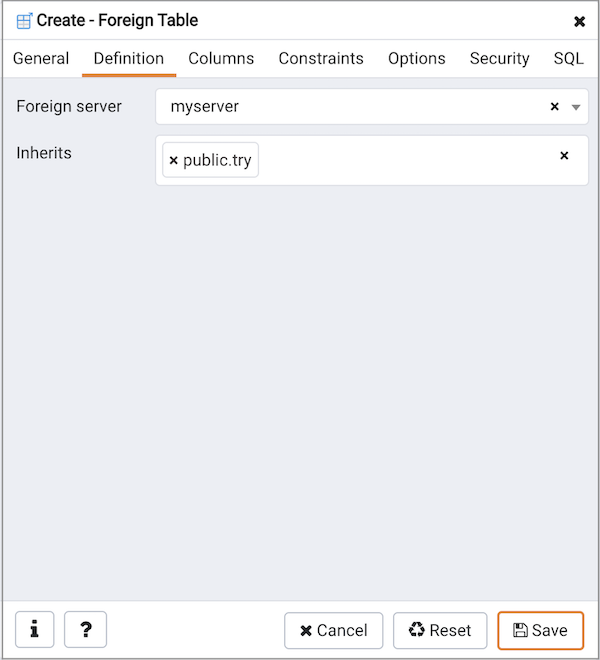 Create - Foreign Table
General Definition Columns Constraints Options Security SQL
Foreign server myserver
Inherits public.try
Cancel Reset Save